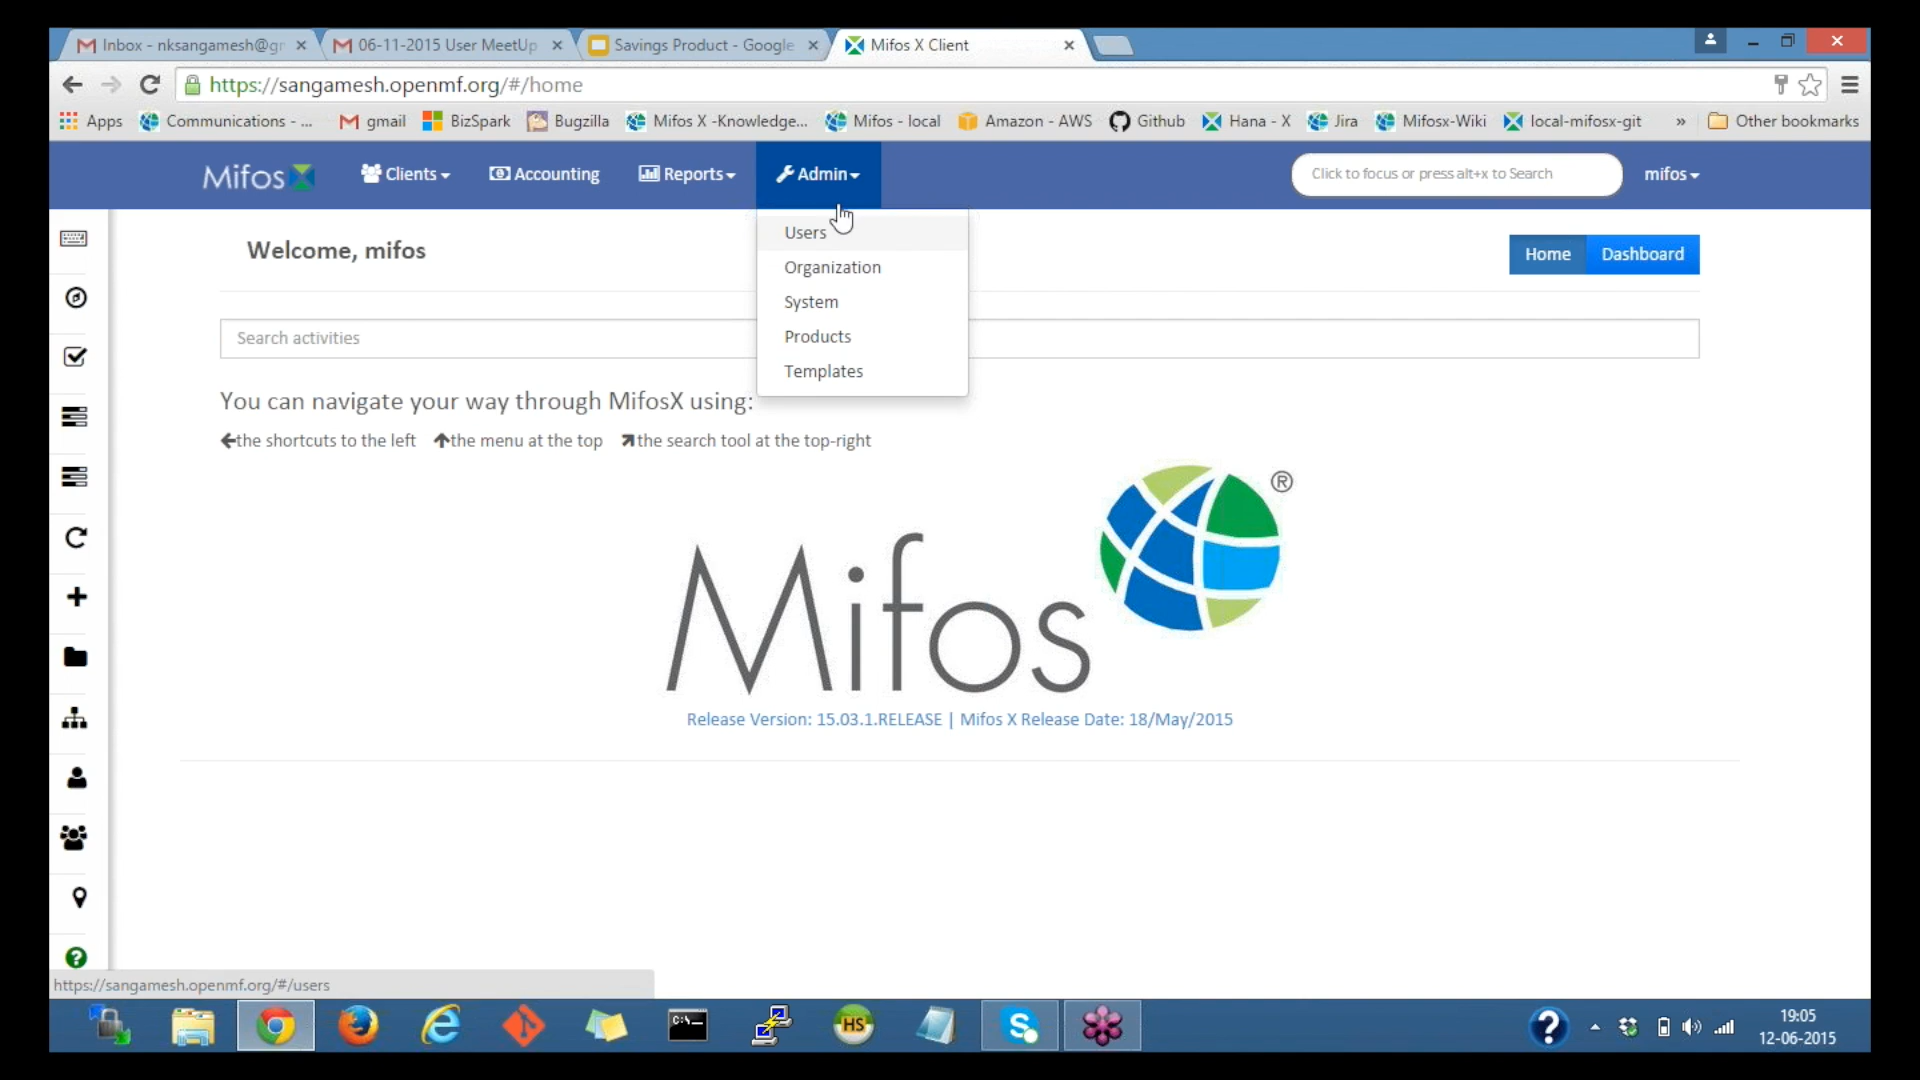 Inbox - nksangamesh@gr
06-11-2015 User MeetUp
Savings Product - Google
Mifos X Client
https://sangamesh.openmf.org/#/home
Apps
Communications - ...
gmail
BizSpark
Bugzilla
Mifos X -Knowledge...
Mifos - local
Amazon - AWS
Github
Hana - X
Jira
Mifosx-Wiki
local-mifosx-git
»
Other bookmarks
Mifos
Clients
Accounting
Reports
Admin
Click to focus or press alt+x to Search
mifos
Users
Organization
System
Products
Templates
Welcome, mifos
Home
Dashboard
Search activities
You can navigate your way through MifosX using:
the shortcuts to the left
the menu at the top
the search tool at the top-right
Mifos ®
Release Version: 15.03.1.RELEASE | Mifos X Release Date: 18/May/2015
https://sangamesh.openmf.org/#/users
C:\_
HS
S
?
19:05
12-06-2015